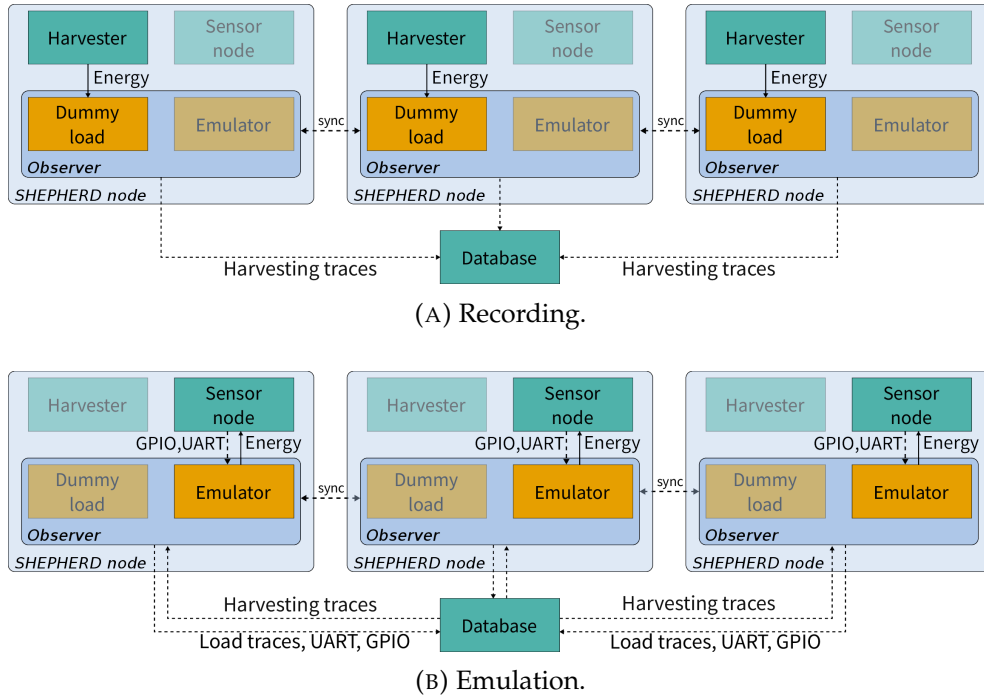 Harvester
Sensor
node
Harvester
Sensor
node
Harvester
Sensor
node
Energy
Energy
Energy
Dummy
load
Emulator
sync
Dummy
load
Emulator
sync
Dummy
load
Emulator
Observer
Observer
Observer
SHEPHERD node
SHEPHERD node
SHEPHERD node
Database
Harvesting traces
Harvesting traces
(A) Recording.
Harvester
Sensor
node
Harvester
Sensor
node
Harvester
Sensor
node
GPIO,UART
Energy
GPIO,UART
Energy
GPIO,UART
Energy
Dummy
load
Emulator
sync
Dummy
load
Emulator
sync
Dummy
load
Emulator
Observer
Observer
Observer
SHEPHERD node
SHEPHERD node
SHEPHERD node
Harvesting traces
Harvesting traces
Database
Load traces, UART, GPIO
Load traces, UART, GPIO
(B) Emulation.